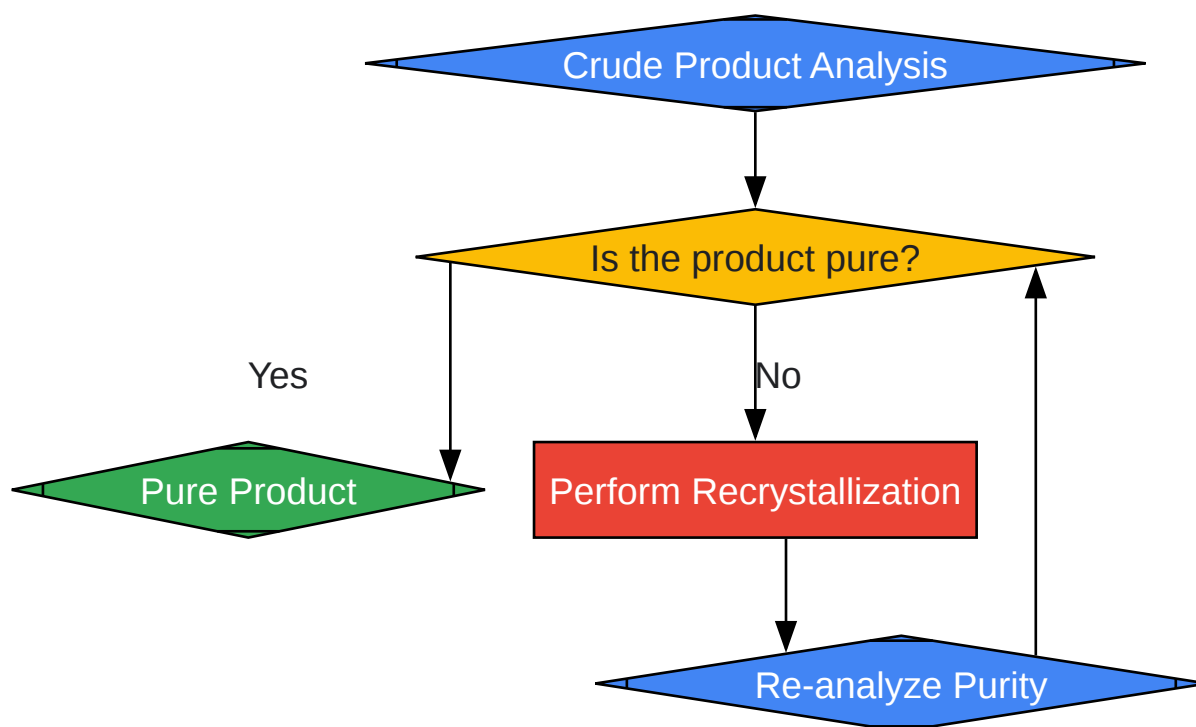 Crude Product Analysis
Is the product pure?
Yes
No
Pure Product
Perform Recrystallization
Re-analyze Purity